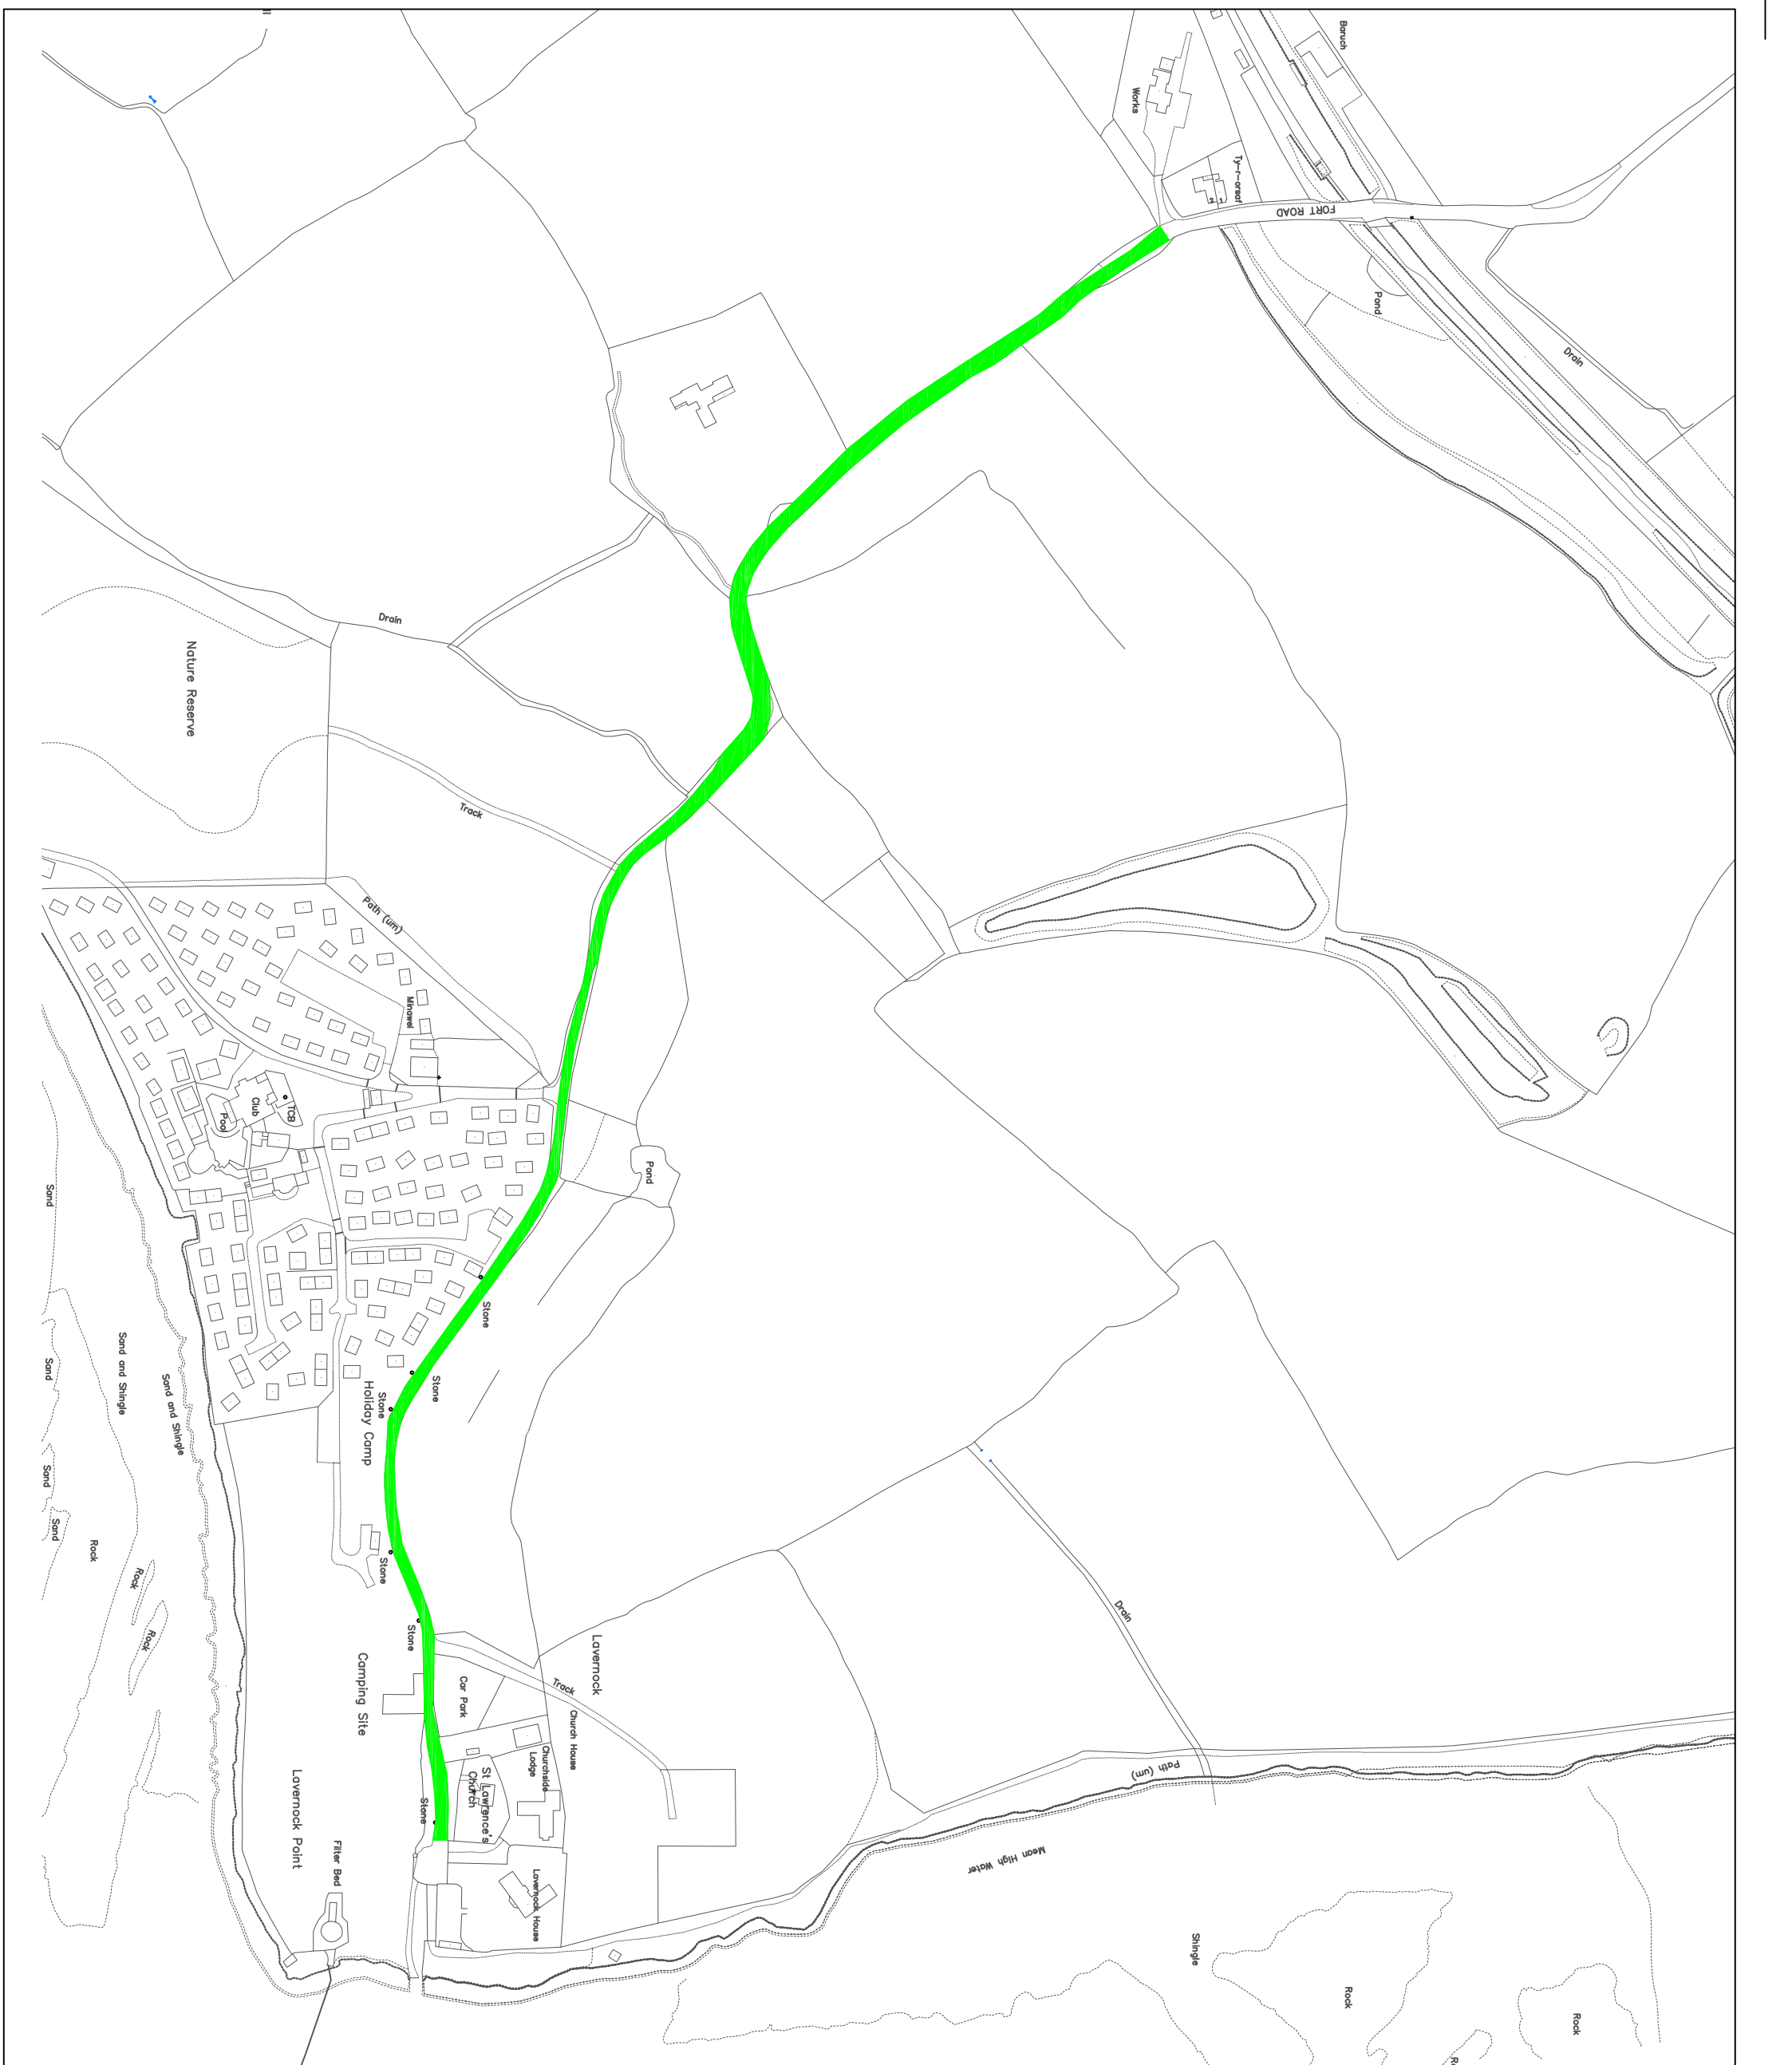 Baruch
Works
Ty-r-orsaf
2 1
FORT ROAD
Pond
Drain
Drain
Nature Reserve
Track
Path (um)
Minawel
TCB
Club
Pool
Pond
Sand
Sand
Sand
Sand
Sand and Shingle
Sand and Shingle
Rock
Rock
Rock
Stone
Stone
Stone
Holiday Camp
Stone
Stone
Camping Site
Car Park
Lavernock
Track
Church House
Churchside
Lodge
St Lawrence's
Church
Stone
Lavernock House
Lavernock Point
Filter Bed
Drain
Path (um)
Mean High Water
Shingle
Rock
Rock